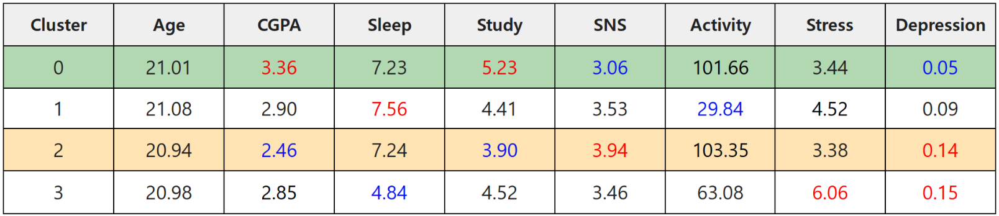 Cluster Age CGPA Sleep Study SNS Activity Stress Depression
0 21.01 3.36 7.23 5.23 3.06 101.66 3.44 0.05
1 21.08 2.90 7.56 4.41 3.53 29.84 4.52 0.09
2 20.94 2.46 7.24 3.90 3.94 103.35 3.38 0.14
3 20.98 2.85 4.84 4.52 3.46 63.08 6.06 0.15